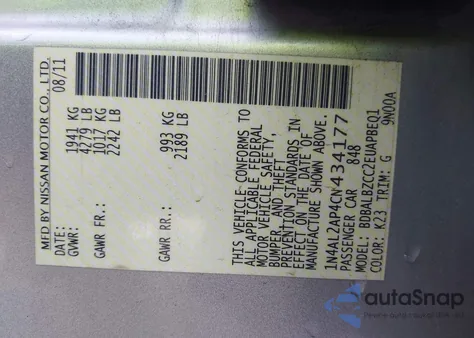 MFD BY NISSAN MOTOR CO., LTD.
DATE: 08/11
GVWR: 1941 KG
4279 LB
GAWR FR: 1017 KG
2242 LB
GAWR RR: 993 KG
2189 LB
THIS VEHICLE CONFORMS TO
ALL APPLICABLE FEDERAL
MOTOR VEHICLE SAFETY,
BUMPER, AND THEFT
PREVENTION STANDARDS IN
EFFECT ON THE DATE OF
MANUFACTURE SHOWN ABOVE.
1N4AL2AP4CN434177
PASSENGER CAR 848
MODEL: BDBALBZCC2EUAPBEQ1
COLOR: K23 TRIM: G 9N00A
autoSnap